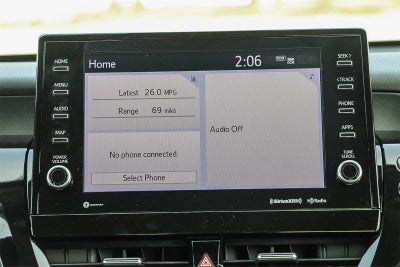 HOME
MENU
AUDIO
MAP
POWER
VOLUME
Home
2:06
Latest 26.0 MPG
Range 69 miles
No phone connected.
Select Phone
Audio Off
SEEK>
<TRACK
PHONE
APPS
TUNE
SCROLL
SiriusXM
HD Radio